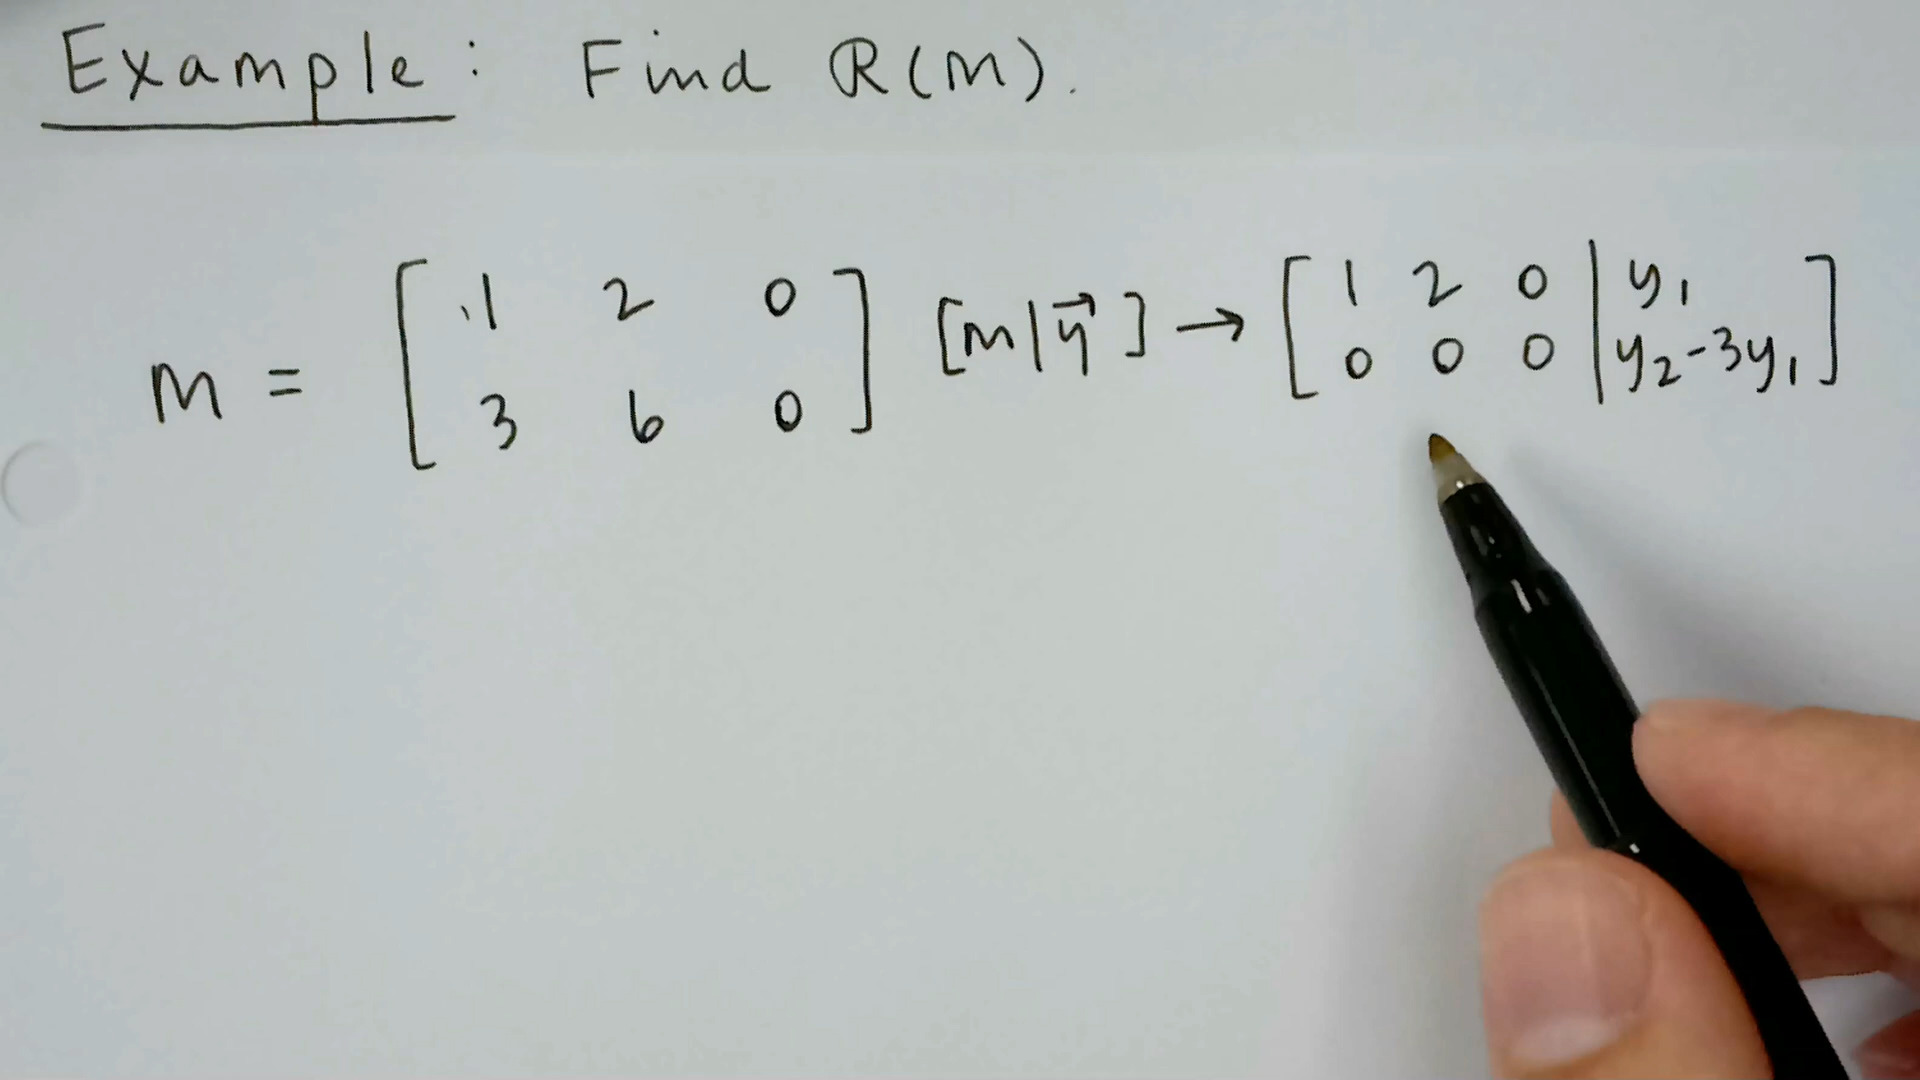 Example: Find R(M).
M = [ 1 2 0 ] [M|y⃗] → [ 1 2 0 | y₁ ]
[ 3 6 0 ] [ 0 0 0 | y₂-3y₁ ]